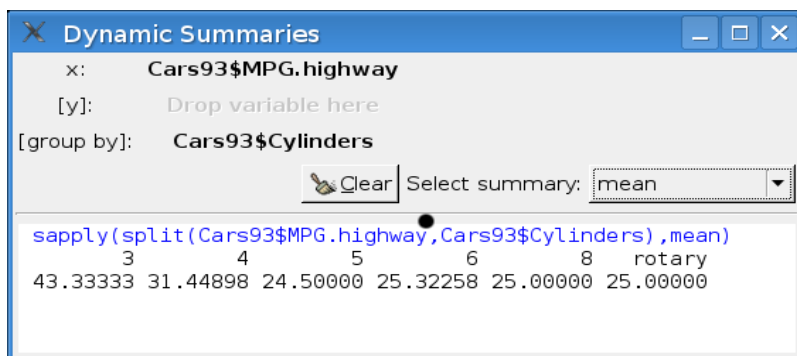 Dynamic Summaries
x: Cars93$MPG.highway
[y]: Drop variable here
[group by]: Cars93$Cylinders
Clear Select summary: mean
sapply(split(Cars93$MPG.highway,Cars93$Cylinders),mean)
3 4 5 6 8 rotary
43.33333 31.44898 24.50000 25.32258 25.00000 25.00000